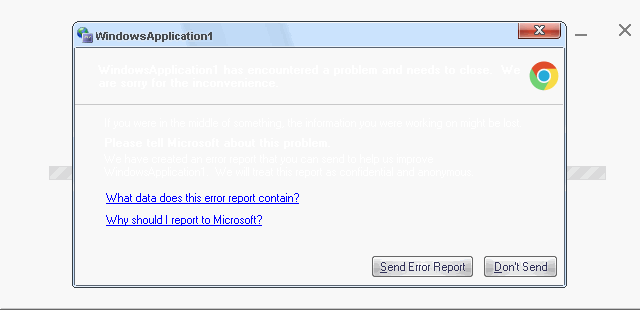 WindowsApplication1
WindowsApplication1 has encountered a problem and needs to close. We
are sorry for the inconvenience.
If you were in the middle of something, the information you were working on might be lost.
Please tell Microsoft about this problem.
We have created an error report that you can send to help us improve
WindowsApplication1. We will treat this report as confidential and anonymous.
What data does this error report contain?
Why should I report to Microsoft?
Send Error Report
Don't Send